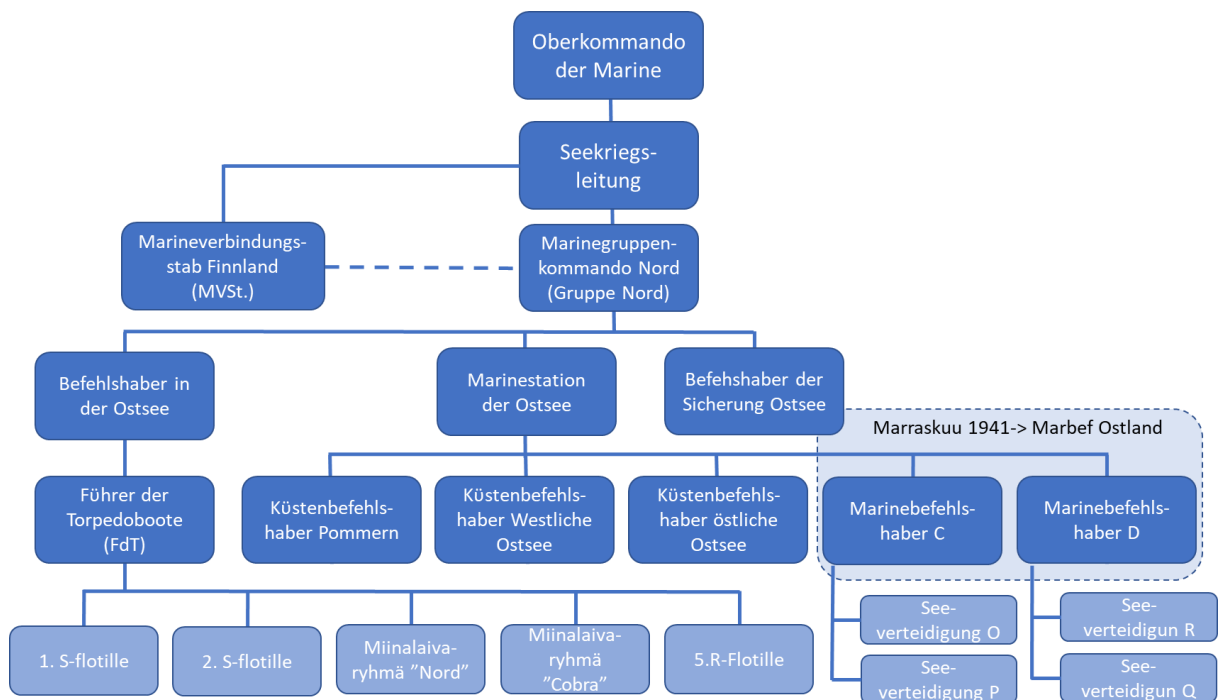 Oberkommando
der Marine
Seekriegs-
leitung
Marineverbindungs-
stab Finnland
(MVSt.)
Marinegruppen-
kommando Nord
(Gruppe Nord)
Befehlshaber in
der Ostsee
Marinestation
der Ostsee
Befehshaber der
Sicherung Ostsee
Marraskuu 1941-> Marbef Ostland
Führer der
Torpedoboote
(FdT)
Küstenbefehls-
haber Pommern
Küstenbefehls-
haber Westliche
Ostsee
Küstenbefehls-
haber östliche
Ostsee
Marinebefehls-
haber C
Marinebefehls-
haber D
1. S-flotille
2. S-flotille
Miinalaiva-
ryhmä ”Nord”
Miinalaiva-
ryhmä
”Cobra”
5.R-Flotille
See-
verteidigung O
See-
verteidigung P
See-
verteidigun R
See-
verteidigun Q